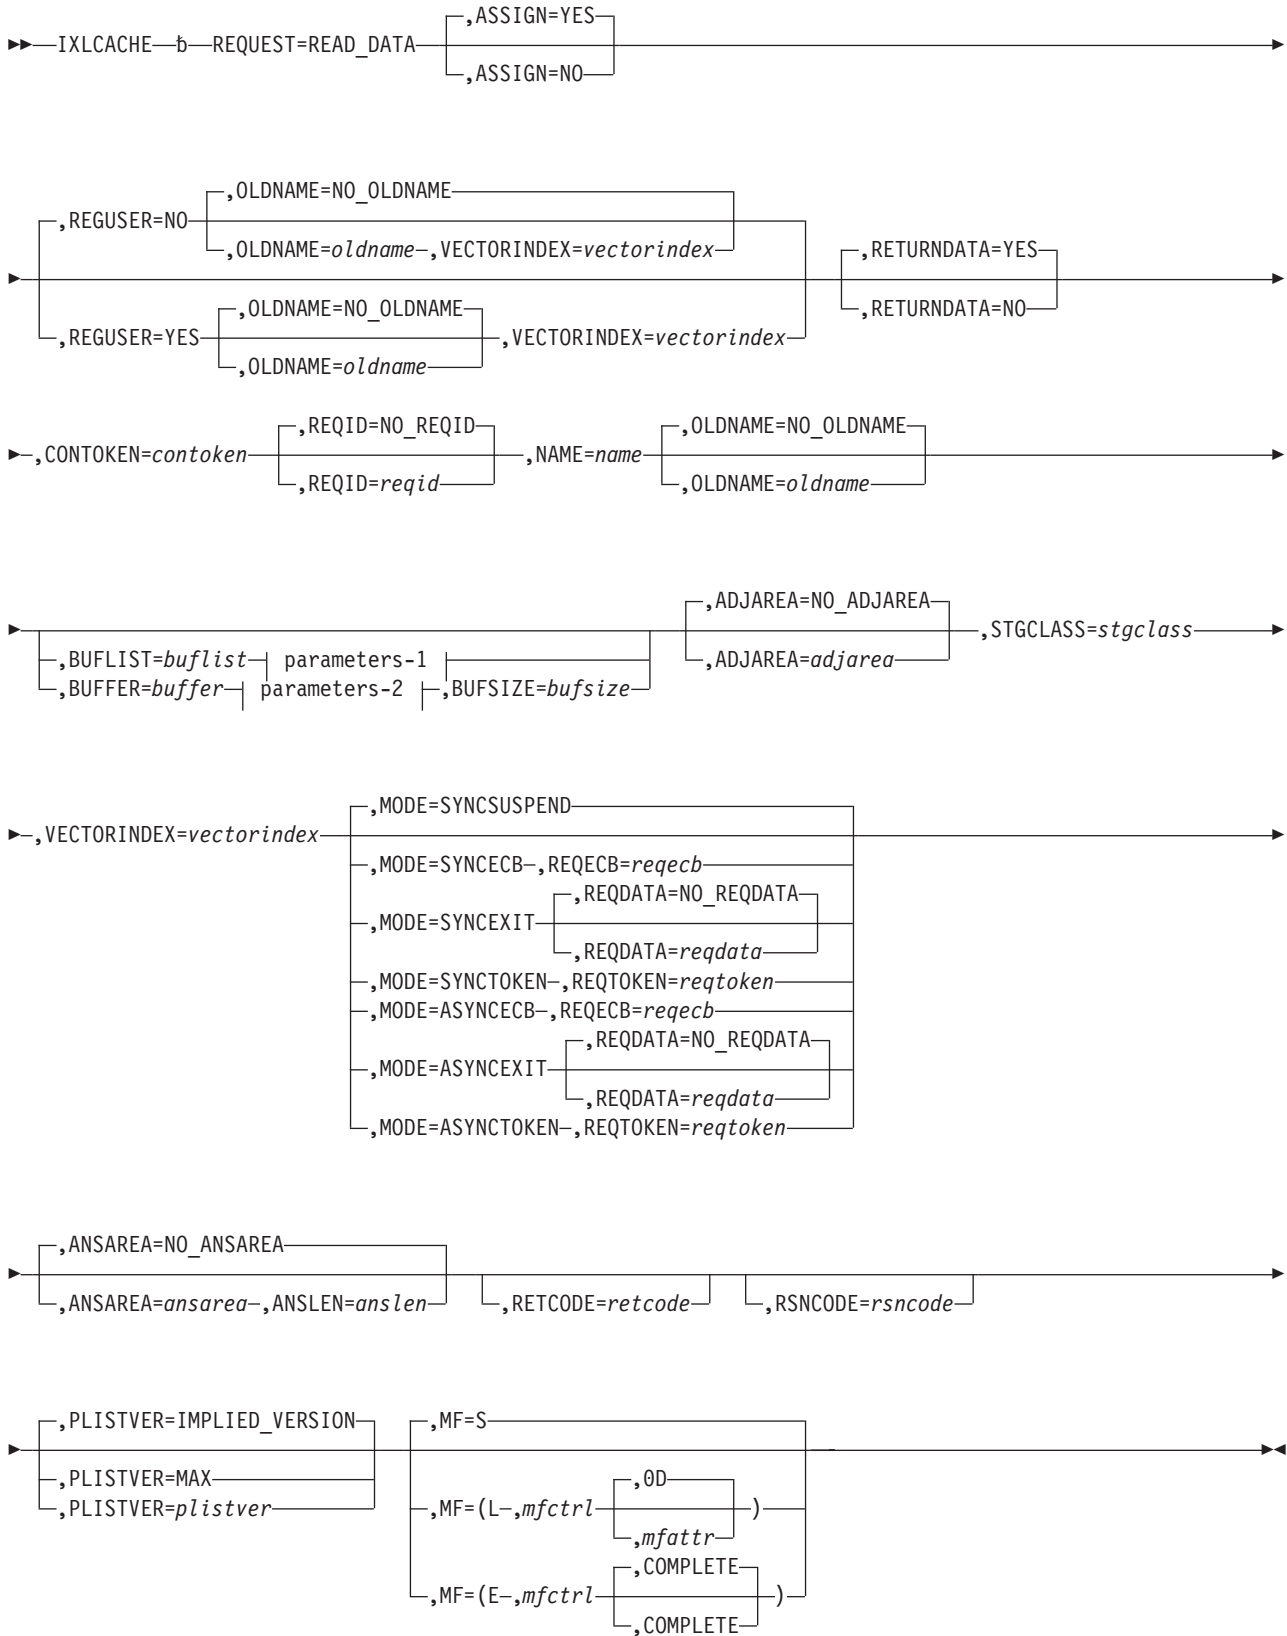 ,ASSIGN=YES
IXLCACHE ƀ REQUEST=READ_DATA
,ASSIGN=NO
,OLDNAME=NO_OLDNAME
,REGUSER=NO
,OLDNAME=oldname ,VECTORINDEX=vectorindex
,RETURNDATA=YES
,OLDNAME=NO_OLDNAME
,RETURNDATA=NO
,REGUSER=YES ,VECTORINDEX=vectorindex
,OLDNAME=oldname
,REQID=NO_REQID ,OLDNAME=NO_OLDNAME
,CONTOKEN=contoken ,NAME=name
,REQID=reqid ,OLDNAME=oldname
,ADJAREA=NO_ADJAREA
,STGCLASS=stgclass
,BUFLIST=buflist parameters-1 ,ADJAREA=adjarea
,BUFFER=buffer parameters-2 ,BUFSIZE=bufsize
,MODE=SYNCSUSPEND
,VECTORINDEX=vectorindex
,MODE=SYNCECB ,REQECB=reqecb
,REQDATA=NO_REQDATA
,MODE=SYNCEXIT
,REQDATA=reqdata
,MODE=SYNCTOKEN ,REQTOKEN=reqtoken
,MODE=ASYNCECB ,REQECB=reqecb
,REQDATA=NO_REQDATA
,MODE=ASYNCEXIT
,REQDATA=reqdata
,MODE=ASYNCTOKEN ,REQTOKEN=reqtoken
,ANSAREA=NO_ANSAREA
,ANSAREA=ansarea ,ANSLEN=anslen ,RETCODE=retcode ,RSNCODE=rsncode
,PLISTVER=IMPLIED_VERSION ,MF=S
,PLISTVER=MAX ,0D
,PLISTVER=plistver ,MF=(L ,mfctrl )
,mfattr
,COMPLETE
,MF=(E ,mfctrl )
,COMPLETE